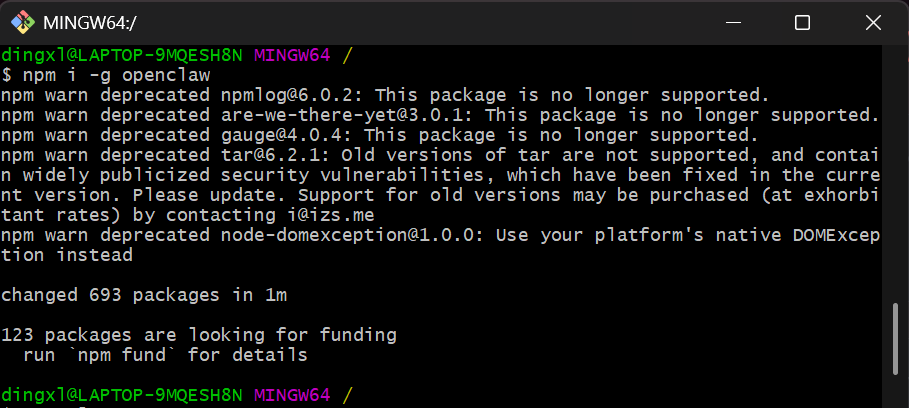 MINGW64:/
dingxl@LAPTOP-9MQESH8N MINGW64 /
$ npm i -g openclaw
npm warn deprecated npmlog@6.0.2: This package is no longer supported.
npm warn deprecated are-we-there-yet@3.0.1: This package is no longer supported.
npm warn deprecated gauge@4.0.4: This package is no longer supported.
npm warn deprecated tar@6.2.1: Old versions of tar are not supported, and contai
n widely publicized security vulnerabilities, which have been fixed in the curre
nt version. Please update. Support for old versions may be purchased (at exhorbi
tant rates) by contacting i@izs.me
npm warn deprecated node-domexception@1.0.0: Use your platform's native DOMExcep
tion instead
changed 693 packages in 1m
123 packages are looking for funding
  run `npm fund` for details
dingxl@LAPTOP-9MQESH8N MINGW64 /